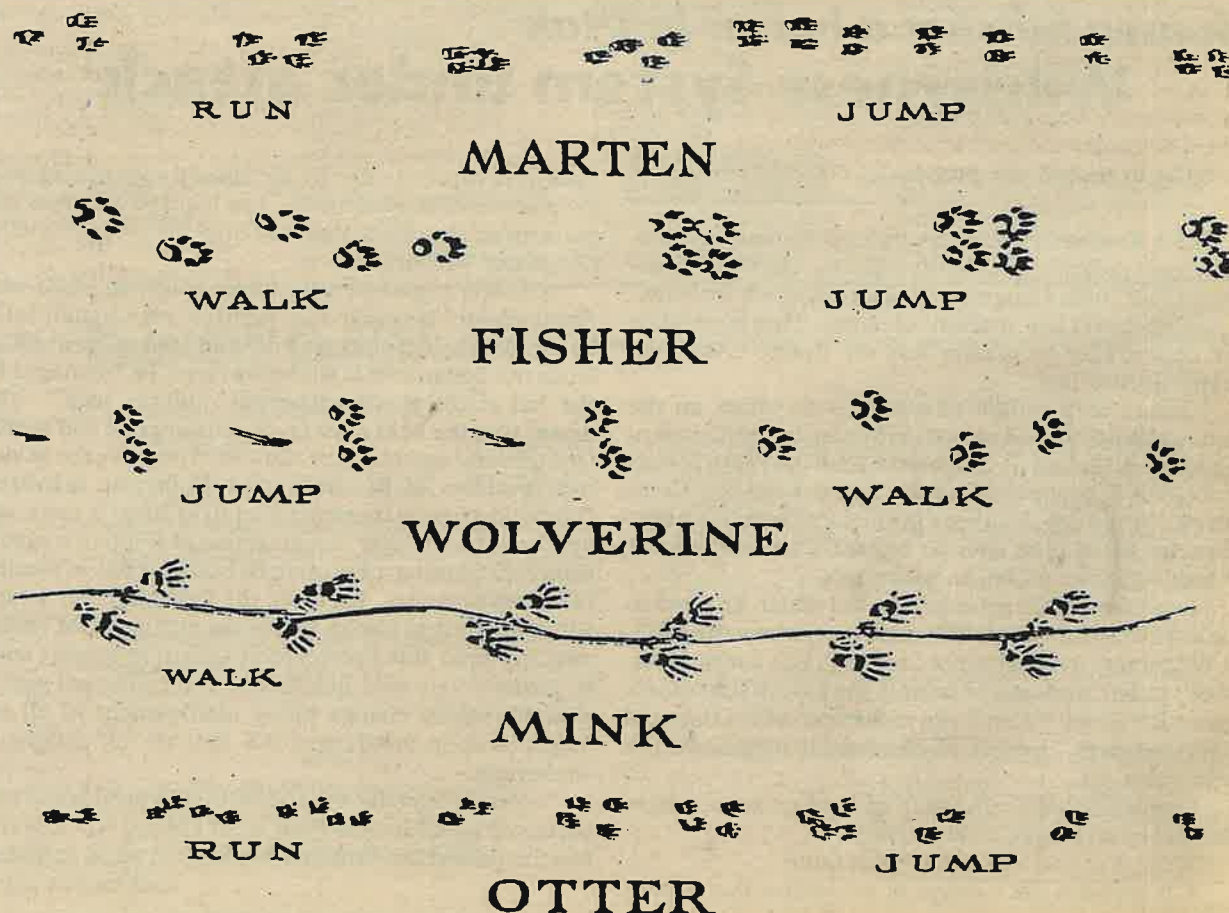 RUN JUMP
MARTEN
WALK JUMP
FISHER
JUMP WALK
WOLVERINE
WALK
MINK
RUN JUMP
OTTER